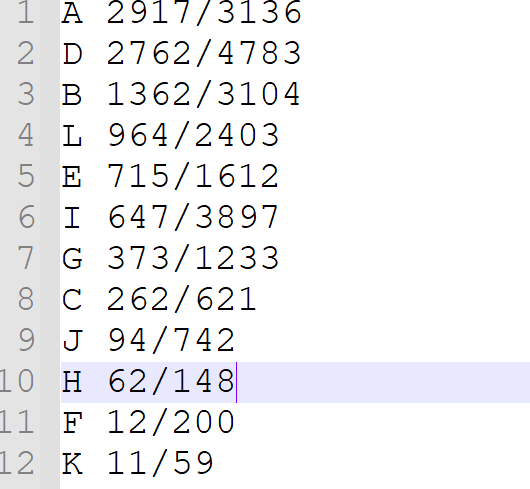 1 A 2917/3136
2 D 2762/4783
3 B 1362/3104
4 L 964/2403
5 E 715/1612
6 I 647/3897
7 G 373/1233
8 C 262/621
9 J 94/742
10 H 62/148
11 F 12/200
12 K 11/59